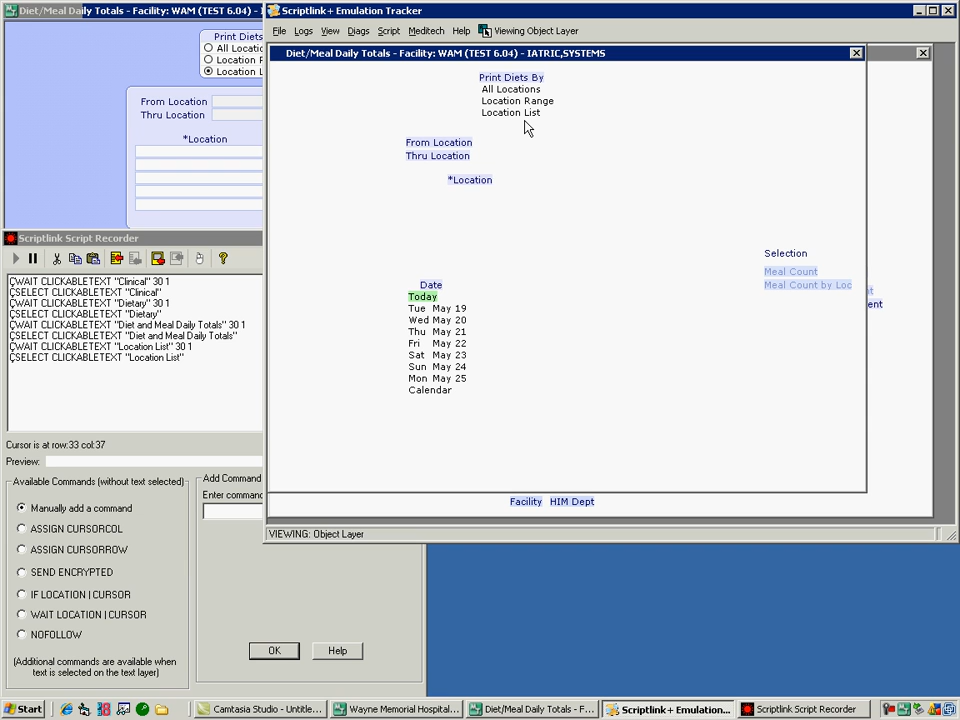 Diet/Meal Daily Totals - Facility: WAM (TEST 6.04) - I
Print Diets
All Locatio
Location R
Location L
From Location
Thru Location
*Location
Scriptlink+ Emulation Tracker
File Logs View Diags Script Meditech Help Viewing Object Layer
Diet/Meal Daily Totals - Facility: WAM (TEST 6.04) - IATRIC,SYSTEMS
Print Diets By
All Locations
Location Range
Location List
From Location
Thru Location
*Location
Selection
Meal Count
Meal Count by Loc
nt
ent
Date
Today
Tue May 19
Wed May 20
Thu May 21
Fri May 22
Sat May 23
Sun May 24
Mon May 25
Calendar
Facility HIM Dept
VIEWING: Object Layer
Scriptlink Script Recorder
ÇWAIT CLICKABLETEXT "Clinical" 30 1
ÇSELECT CLICKABLETEXT "Clinical"
ÇWAIT CLICKABLETEXT "Dietary" 30 1
ÇSELECT CLICKABLETEXT "Dietary"
ÇWAIT CLICKABLETEXT "Diet and Meal Daily Totals" 30 1
ÇSELECT CLICKABLETEXT "Diet and Meal Daily Totals"
ÇWAIT CLICKABLETEXT "Location List" 30 1
ÇSELECT CLICKABLETEXT "Location List"
Cursor is at row:33 col:37
Preview:
Available Commands (without text selected)
Manually add a command
ASSIGN CURSORCOL
ASSIGN CURSORROW
SEND ENCRYPTED
IF LOCATION | CURSOR
WAIT LOCATION | CURSOR
NOFOLLOW
(Additional commands are available when
text is selected on the text layer)
Add Command
Enter comman
OK Help
Start Camtasia Studio - Untitle... Wayne Memorial Hospital... Diet/Meal Daily Totals - F... Scriptlink+ Emulation... Scriptlink Script Recorder